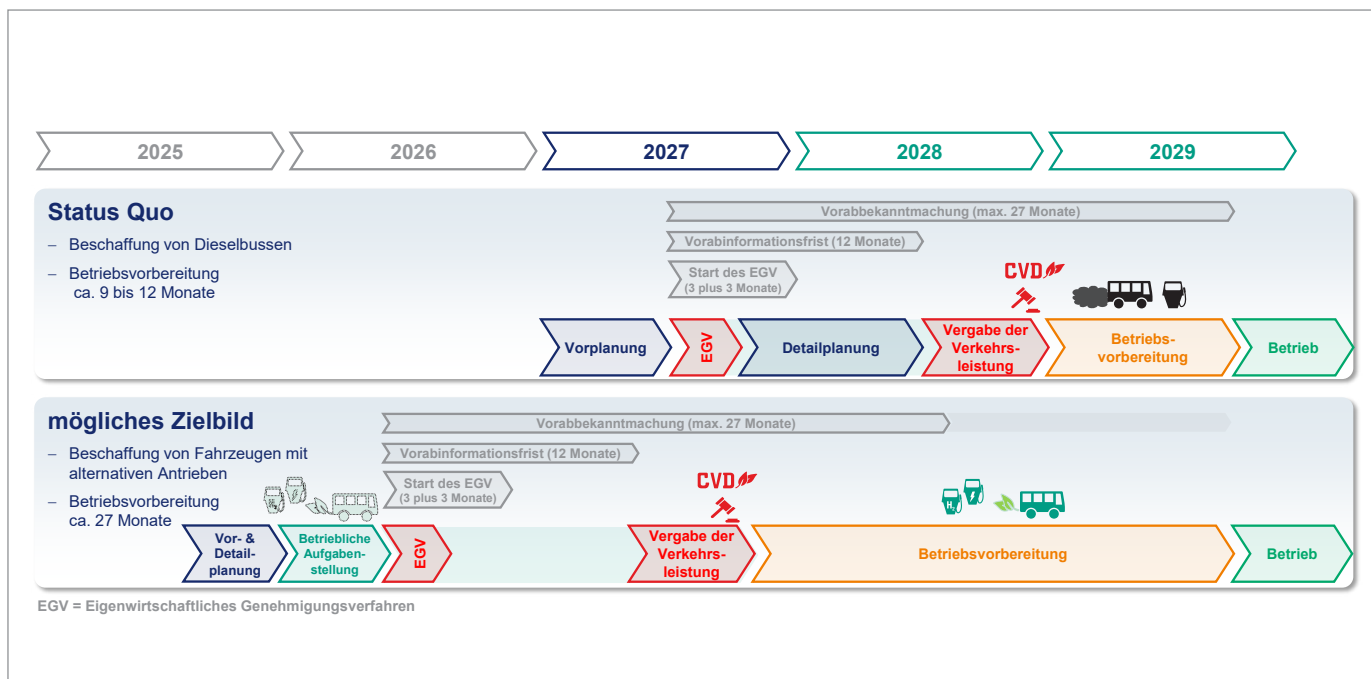 2025
2026
2027
2028
2029
Status Quo
– Beschaffung von Dieselbussen
– Betriebsvorbereitung
ca. 9 bis 12 Monate
Vorabbekanntmachung (max. 27 Monate)
Vorabinformationsfrist (12 Monate)
Start des EGV
(3 plus 3 Monate)
CVD
Vorplanung
EGV
Detailplanung
Vergabe der
Verkehrs-
leistung
Betriebs-
vorbereitung
Betrieb
mögliches Zielbild
– Beschaffung von Fahrzeugen mit
alternativen Antrieben
– Betriebsvorbereitung
ca. 27 Monate
Vorabbekanntmachung (max. 27 Monate)
Vorabinformationsfrist (12 Monate)
Start des EGV
(3 plus 3 Monate)
CVD
H₂
H₂
Vor- &
Detail-
planung
Betriebliche
Aufgaben-
stellung
EGV
Vergabe der
Verkehrs-
leistung
Betriebsvorbereitung
Betrieb
EGV = Eigenwirtschaftliches Genehmigungsverfahren